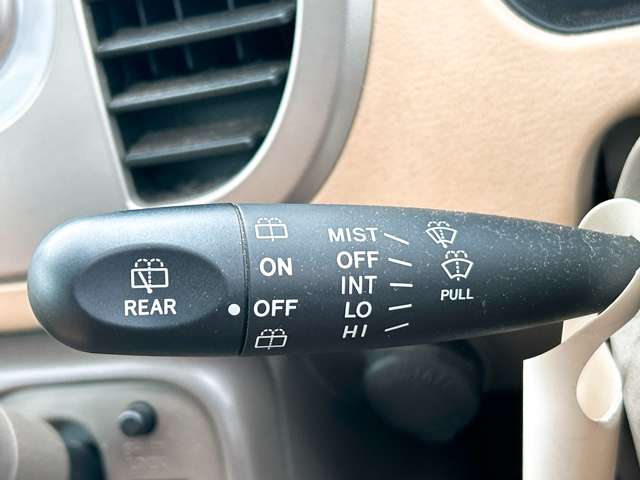 REAR
ON
OFF
MIST
OFF
INT
LO
HI
PULL